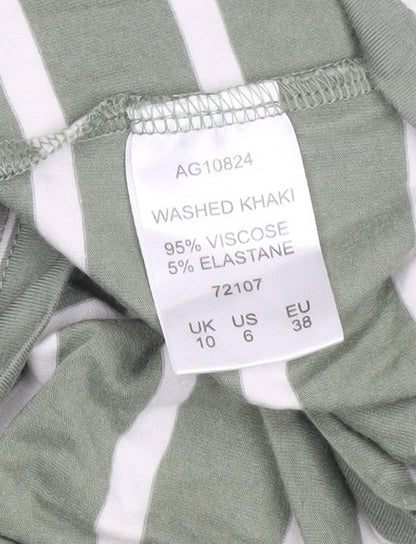 AG10824
WASHED KHAKI
95% VISCOSE
5% ELASTANE
72107
UK US EU
10 6 38